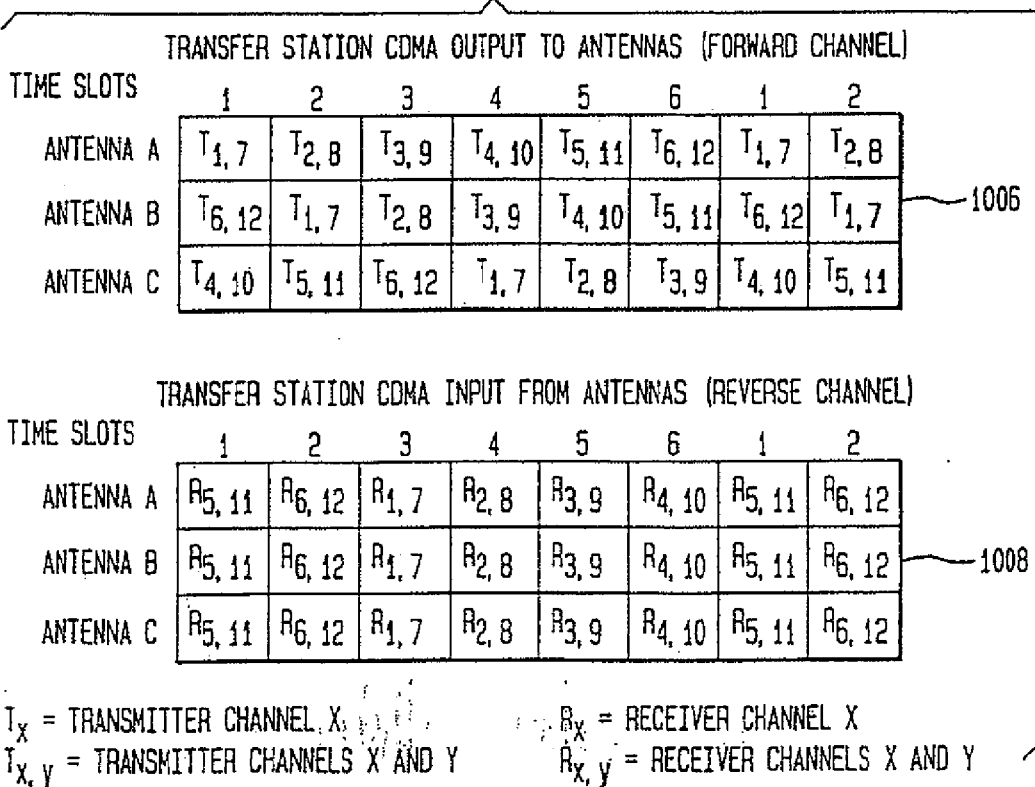 TRANSFER STATION CDMA OUTPUT TO ANTENNAS (FORWARD CHANNEL)
TIME SLOTS 1 2 3 4 5 6 1 2
ANTENNA A T1, 7 T2, 8 T3, 9 T4, 10 T5, 11 T6, 12 T1, 7 T2, 8
ANTENNA B T6, 12 T1, 7 T2, 8 T3, 9 T4, 10 T5, 11 T6, 12 T1, 7 1006
ANTENNA C T4, 10 T5, 11 T6, 12 T1, 7 T2, 8 T3, 9 T4, 10 T5, 11
TRANSFER STATION CDMA INPUT FROM ANTENNAS (REVERSE CHANNEL)
TIME SLOTS 1 2 3 4 5 6 1 2
ANTENNA A R5, 11 R6, 12 R1, 7 R2, 8 R3, 9 R4, 10 R5, 11 R6, 12
ANTENNA B R5, 11 R6, 12 R1, 7 R2, 8 R3, 9 R4, 10 R5, 11 R6, 12 1008
ANTENNA C R5, 11 R6, 12 R1, 7 R2, 8 R3, 9 R4, 10 R5, 11 R6, 12
TX = TRANSMITTER CHANNEL X RX = RECEIVER CHANNEL X
TX, Y = TRANSMITTER CHANNELS X AND Y RX, Y = RECEIVER CHANNELS X AND Y